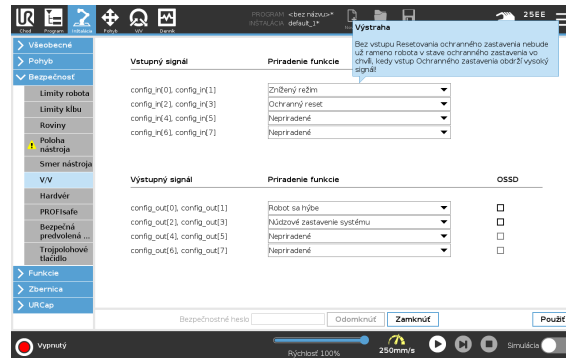 PROGRAM <bez názvu>*
INŠTALÁCIA default_1*
25EE
Chod Program Inštalácia Pohyb V/V Denník
Výstraha
Bez vstupu Resetovania ochranného zastavenia nebude
už rameno robota v stave ochranného zastavenia vo
chvíli, kedy vstup Ochranného zastavenia obdrží vysoký
signál!
Všeobecné
Pohyb
Bezpečnosť
Limity robota
Limity kĺbu
Roviny
Poloha
nástroja
Smer nástroja
V/V
Hardvér
PROFIsafe
Bezpečná
predvolená ...
Trojpolohové
tlačidlo
Funkcie
Zbernica
URCap
Vstupný signál Priradenie funkcie
config_in[0], config_in[1] Znížený režim
config_in[2], config_in[3] Ochranný reset
config_in[4], config_in[5] Nepriradené
config_in[6], config_in[7] Nepriradené
Výstupný signál Priradenie funkcie OSSD
config_out[0], config_out[1] Robot sa hýbe
config_out[2], config_out[3] Núdzové zastavenie systému
config_out[4], config_out[5] Nepriradené
config_out[6], config_out[7] Nepriradené
Bezpečnostné heslo Odomknúť Zamknúť Použiť
Vypnutý Rýchlosť 100% 250mm/s Simulácia